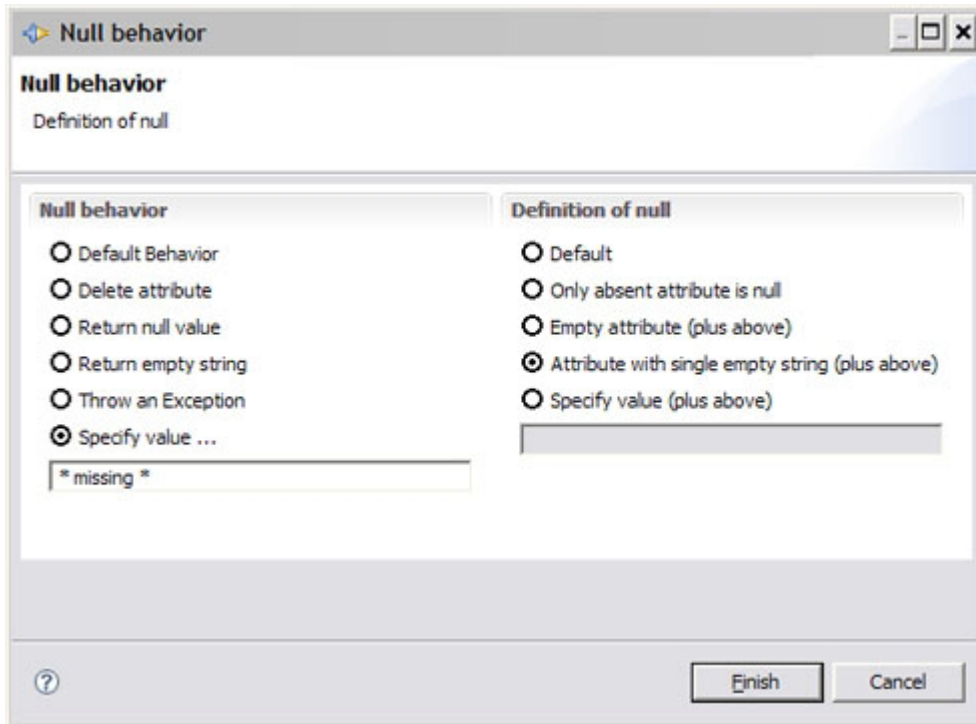 Null behavior
Null behavior
Definition of null
Null behavior
Default Behavior
Delete attribute
Return null value
Return empty string
Throw an Exception
Specify value ...
* missing *
Definition of null
Default
Only absent attribute is null
Empty attribute (plus above)
Attribute with single empty string (plus above)
Specify value (plus above)
?
Finish
Cancel